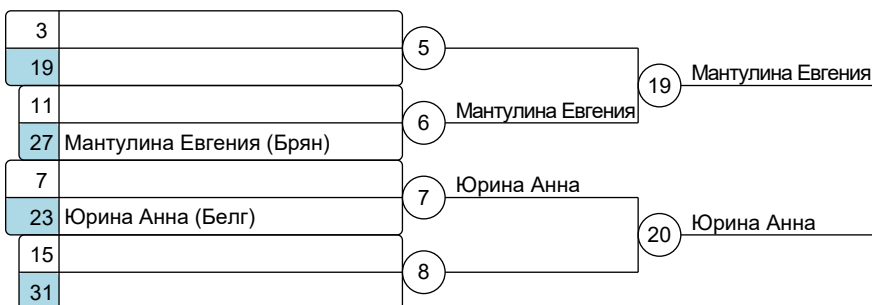 3
19
5
11
27 Мантулина Евгения (Брян)
6 Мантулина Евгения
19 Мантулина Евгения
7
23 Юрина Анна (Белг)
7 Юрина Анна
15
31
8
20 Юрина Анна